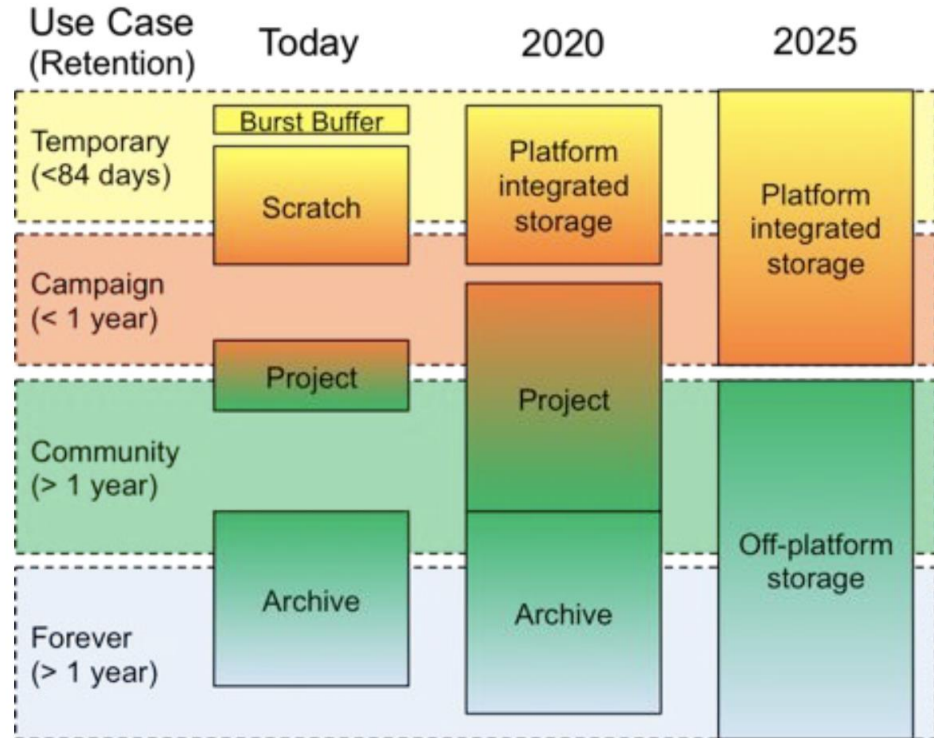 Use Case
(Retention)
Today
2020
2025
Temporary
(<84 days)
Burst Buffer
Scratch
Platform
integrated
storage
Platform
integrated
storage
Campaign
(< 1 year)
Project
Project
Community
(> 1 year)
Archive
Archive
Off-platform
storage
Forever
(> 1 year)